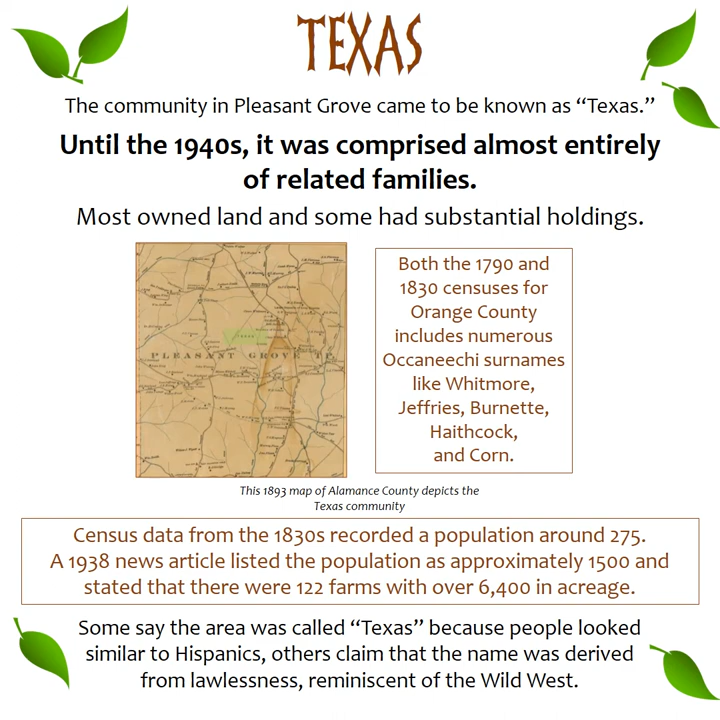 TEXAS
The community in Pleasant Grove came to be known as “Texas.”
Until the 1940s, it was comprised almost entirely
of related families.
Most owned land and some had substantial holdings.
PLEASANT GROVE TP.
Both the 1790 and
1830 censuses for
Orange County
includes numerous
Occaneechi surnames
like Whitmore,
Jeffries, Burnette,
Haithcock,
and Corn.
This 1893 map of Alamance County depicts the
Texas community
Census data from the 1830s recorded a population around 275.
A 1938 news article listed the population as approximately 1500 and
stated that there were 122 farms with over 6,400 in acreage.
Some say the area was called “Texas” because people looked
similar to Hispanics, others claim that the name was derived
from lawlessness, reminiscent of the Wild West.